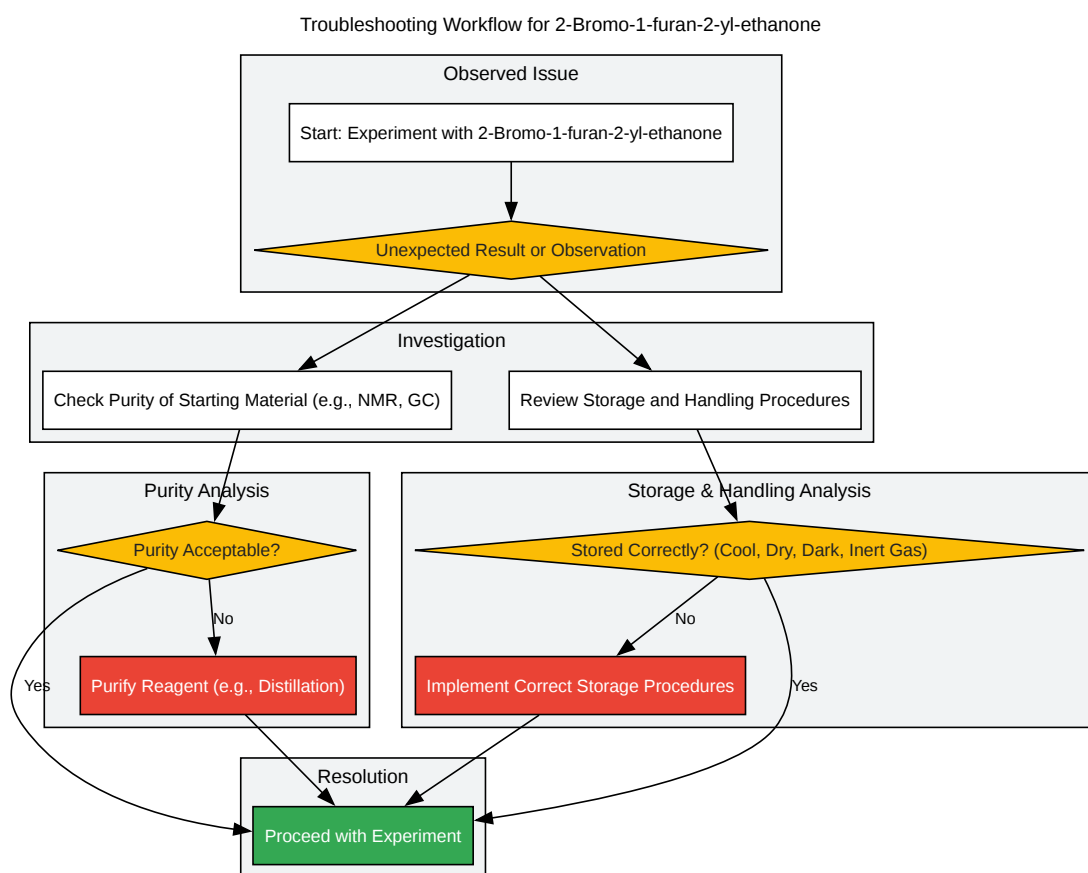 Troubleshooting Workflow for 2-Bromo-1-furan-2-yl-ethanone
Observed Issue
Start: Experiment with 2-Bromo-1-furan-2-yl-ethanone
Unexpected Result or Observation
Investigation
Check Purity of Starting Material (e.g., NMR, GC)
Review Storage and Handling Procedures
Purity Analysis
Storage & Handling Analysis
Purity Acceptable?
Stored Correctly? (Cool, Dry, Dark, Inert Gas)
No
No
Yes
Purify Reagent (e.g., Distillation)
Implement Correct Storage Procedures
Yes
Resolution
Proceed with Experiment